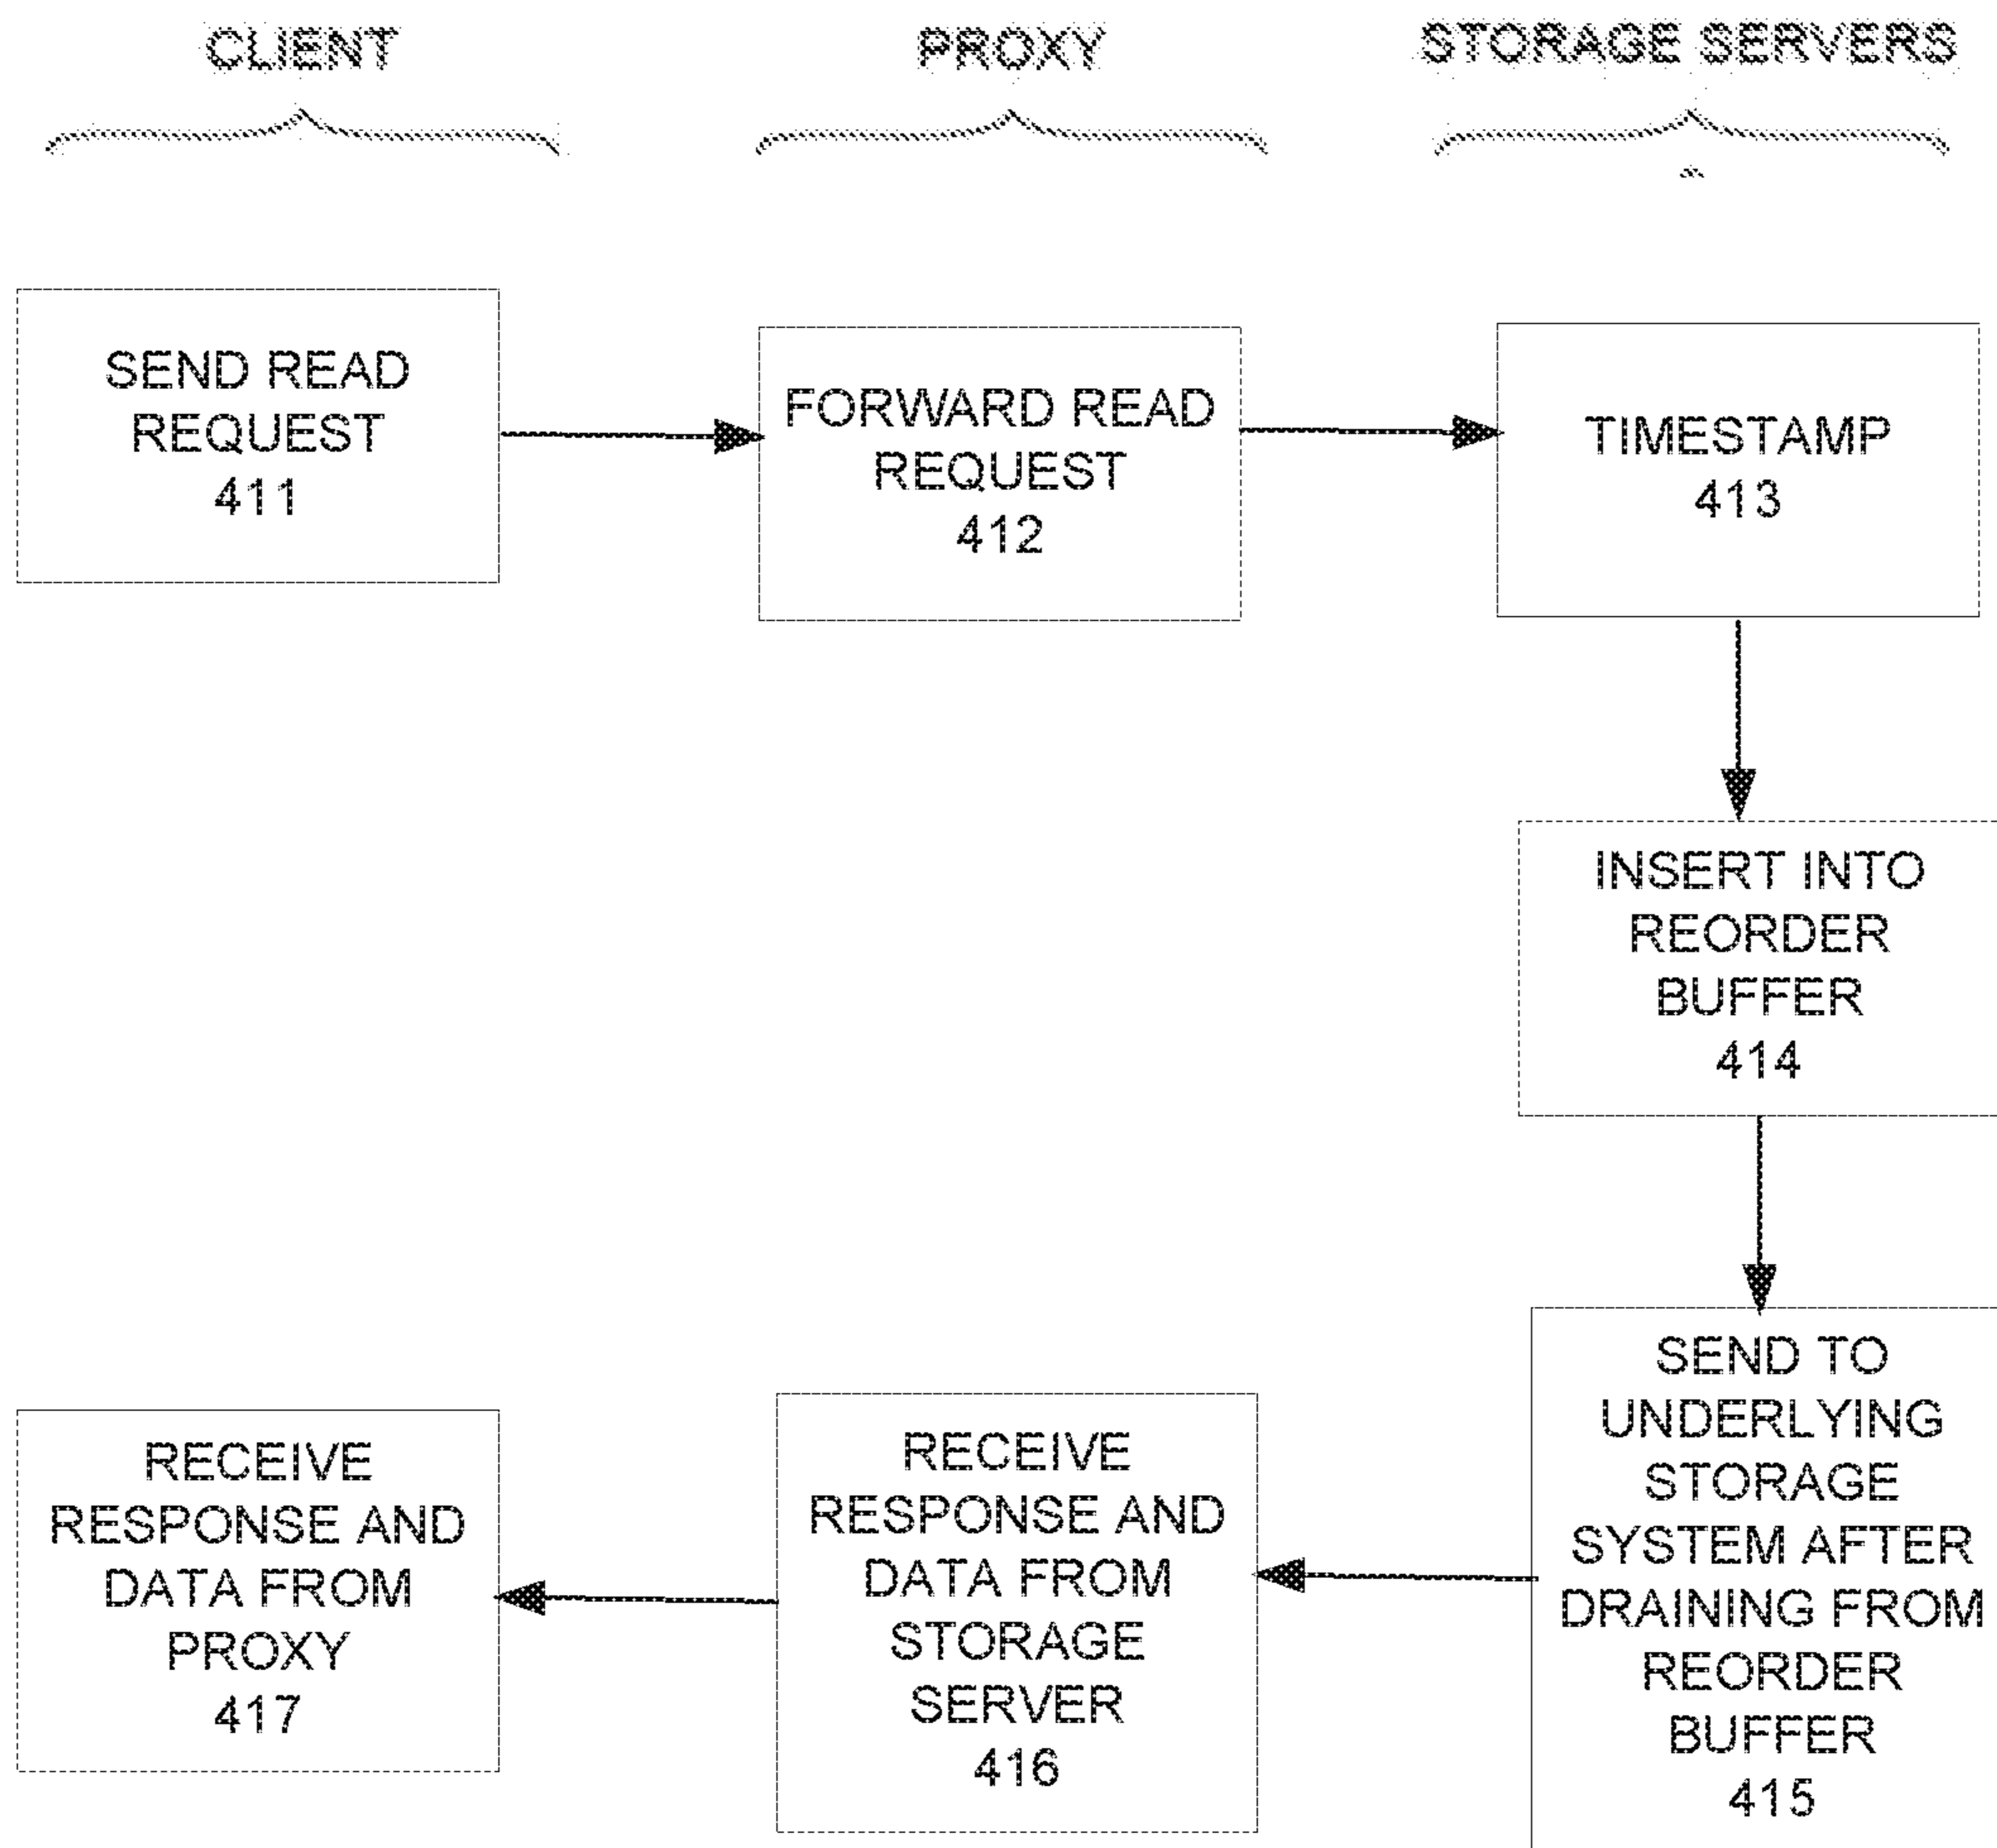 CLIENT
PROXY
STORAGE SERVERS
SEND READ
REQUEST
411
FORWARD READ
REQUEST
412
TIMESTAMP
413
INSERT INTO
REORDER
BUFFER
414
SEND TO
UNDERLYING
STORAGE
SYSTEM AFTER
DRAINING FROM
REORDER
BUFFER
415
RECEIVE
RESPONSE AND
DATA FROM
STORAGE
SERVER
416
RECEIVE
RESPONSE AND
DATA FROM
PROXY
417